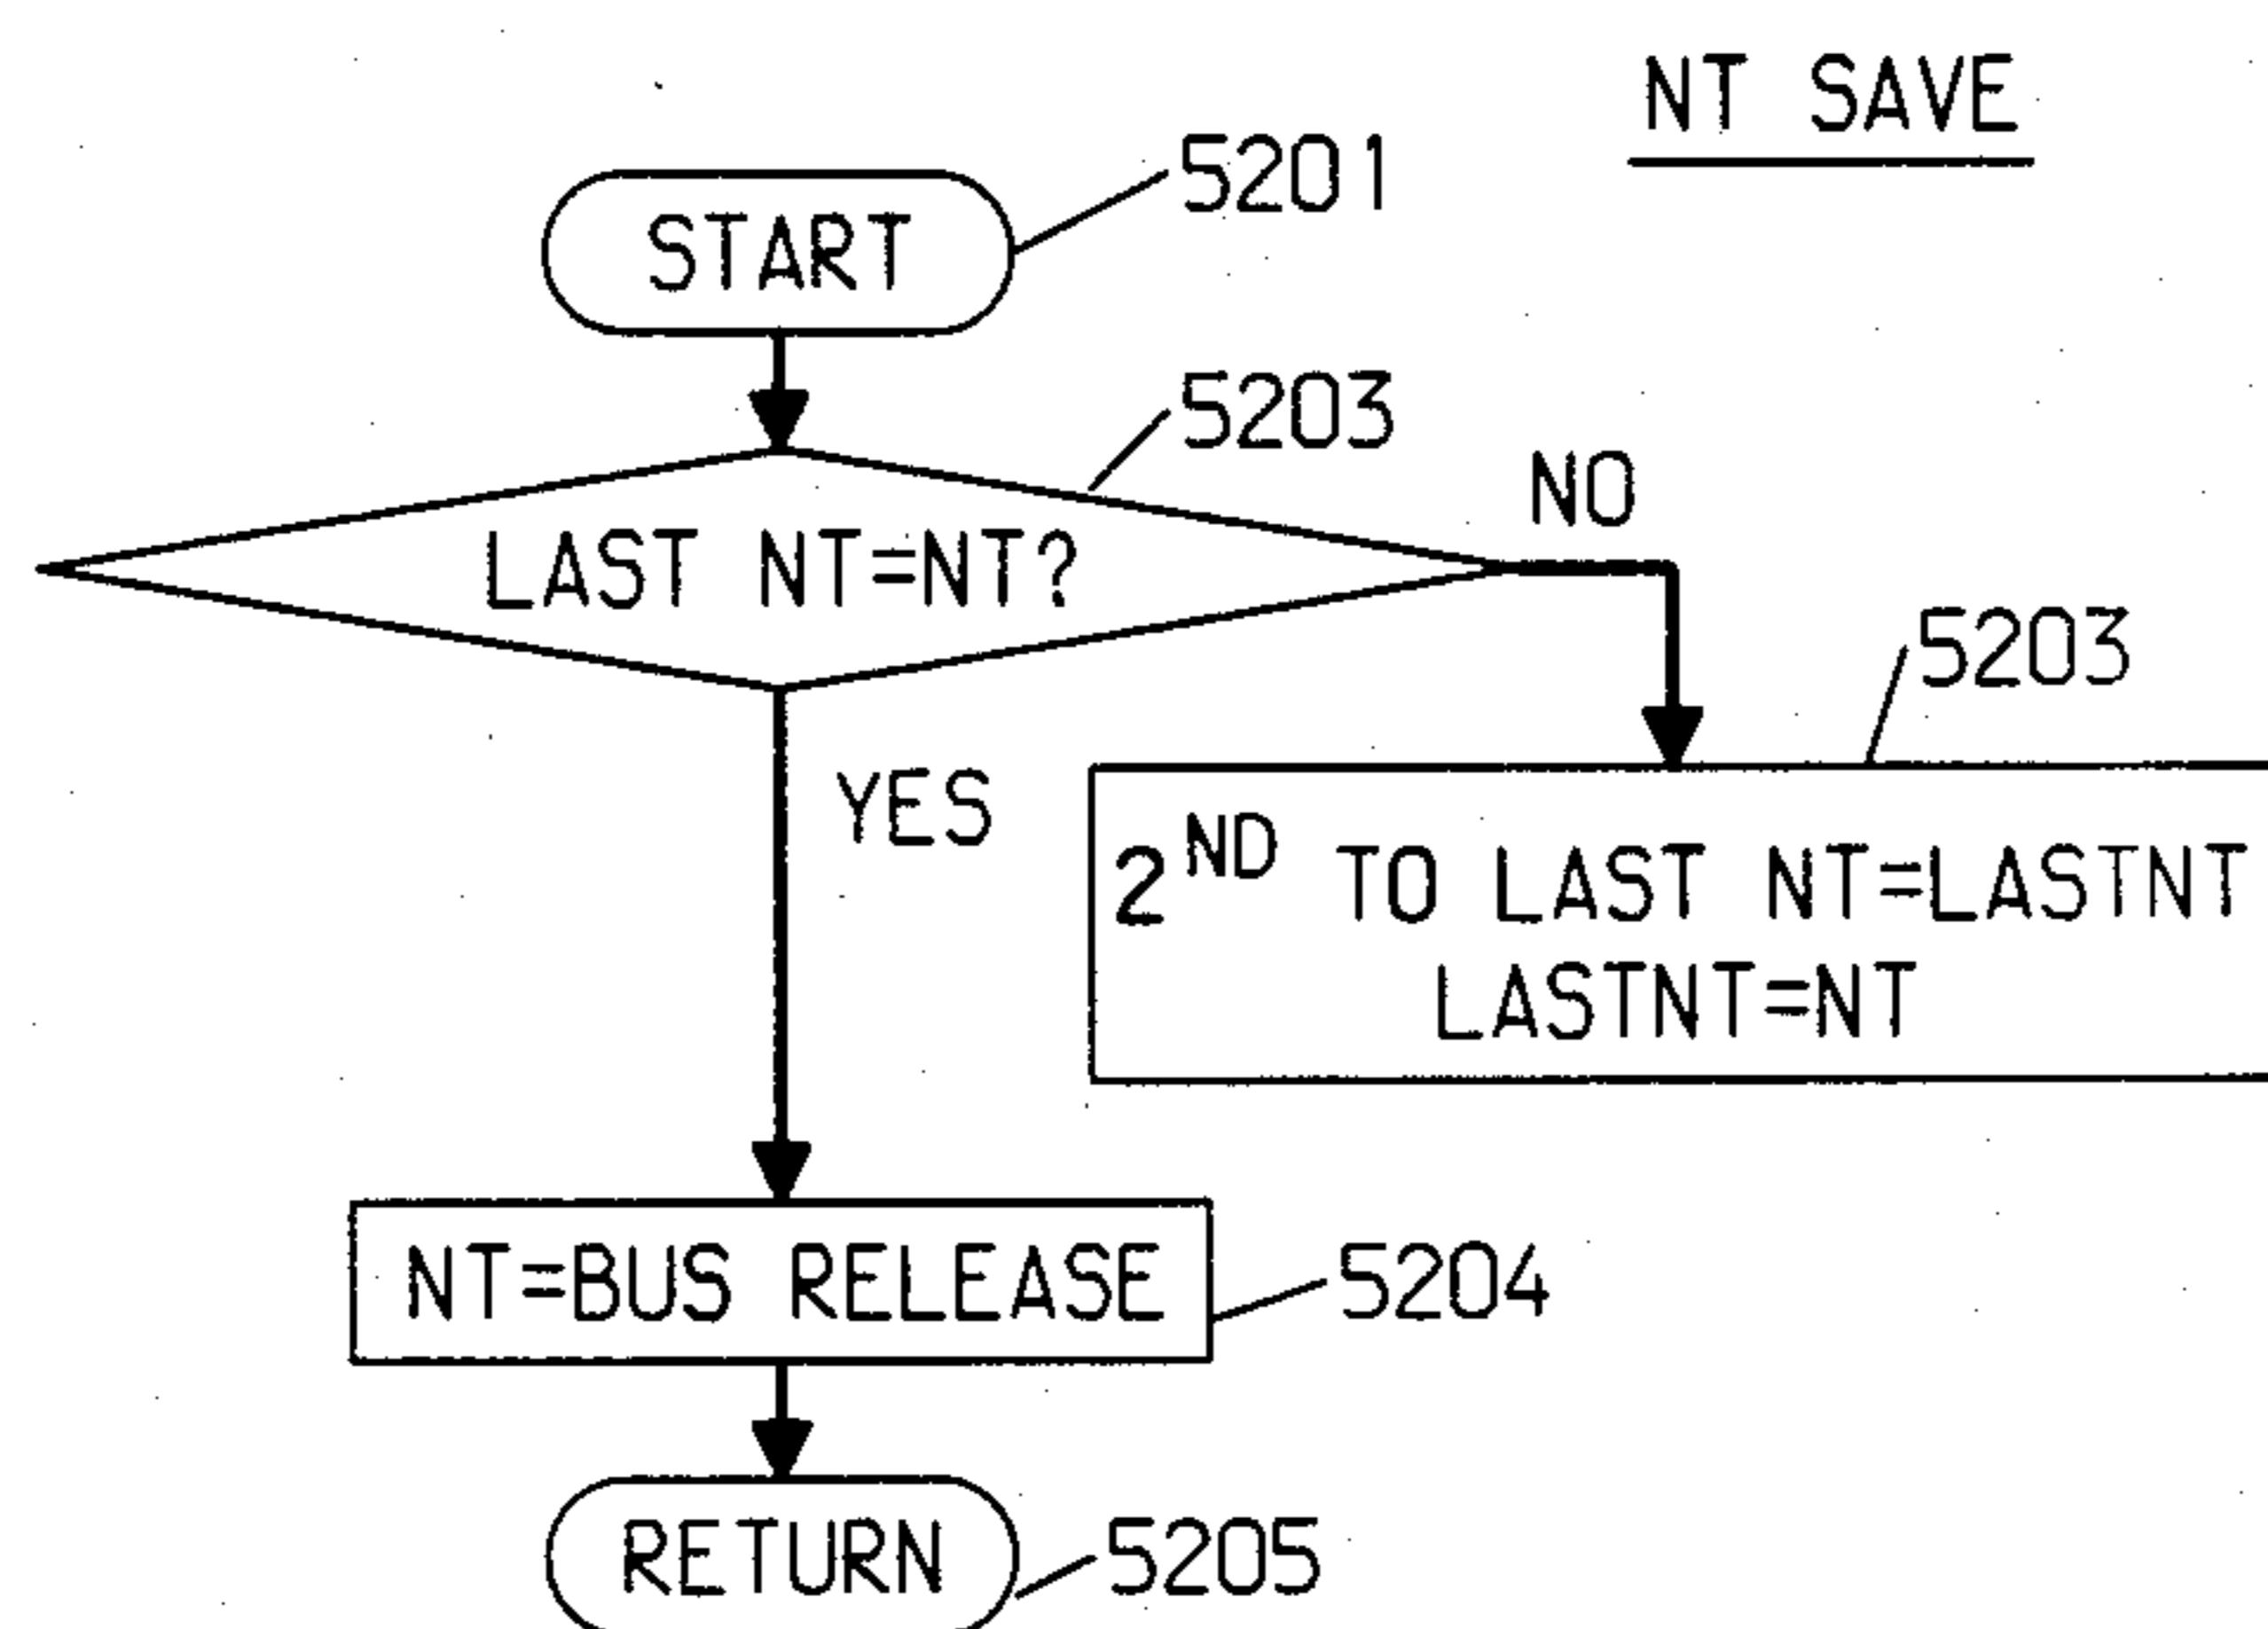 NT SAVE
5201
START
5203
LAST NT=NT?
NO
5203
YES
2ND TO LAST NT=LASTNT
LASTNT=NT
NT=BUS RELEASE
5204
RETURN
5205